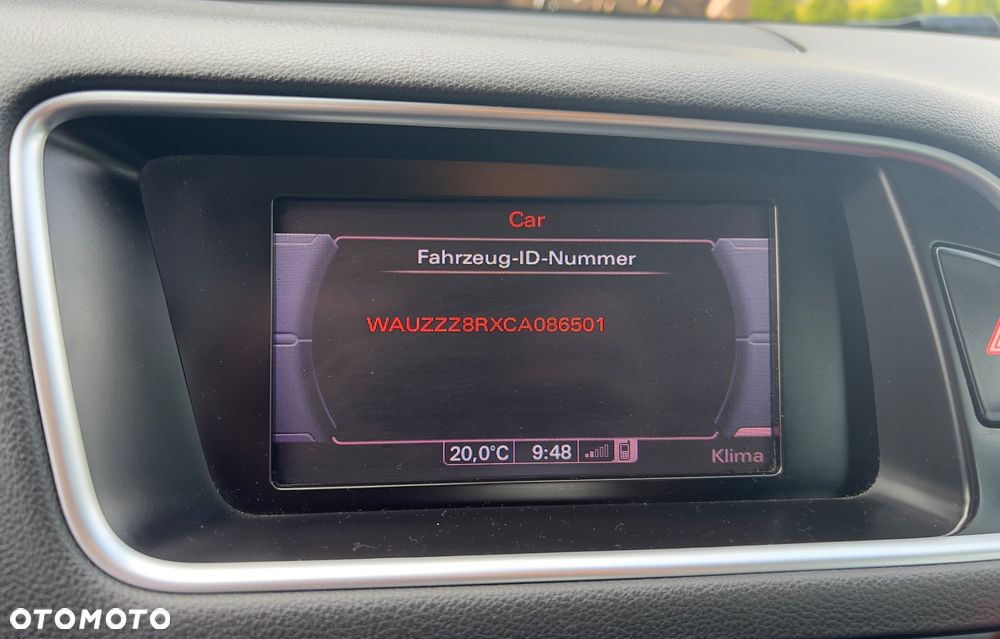 Car
Fahrzeug-ID-Nummer
WAUZZZ8RXCA086501
20,0°C 9:48
Klima
OTOMOTO